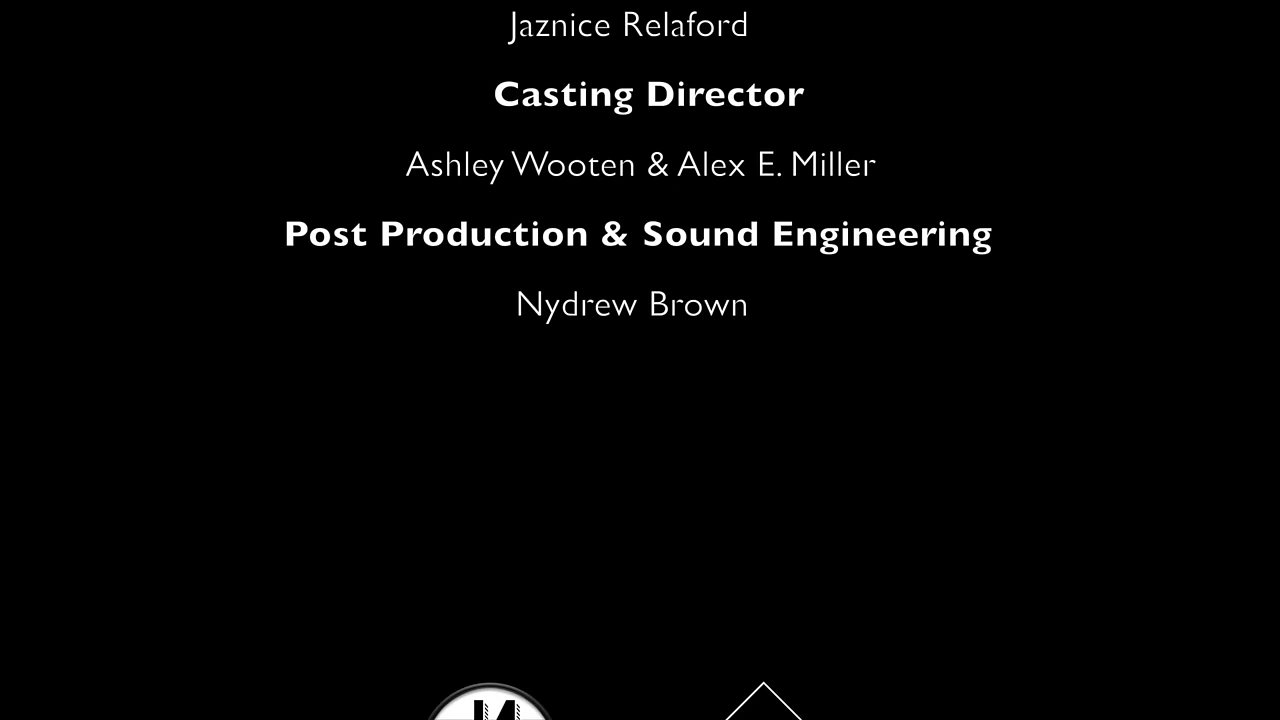 Jaznice Relaford
Casting Director
Ashley Wooten & Alex E. Miller
Post Production & Sound Engineering
Nydrew Brown